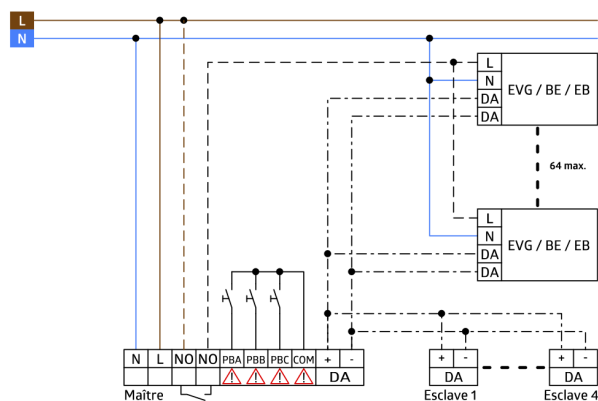 L
N
L
N
DA
DA
EVG / BE / EB
64 max.
L
N
DA
DA
EVG / BE / EB
N L NO NO PBA PBB PBC COM + -
DA
Maître
+ -
DA
Esclave 1
+ -
DA
Esclave 4